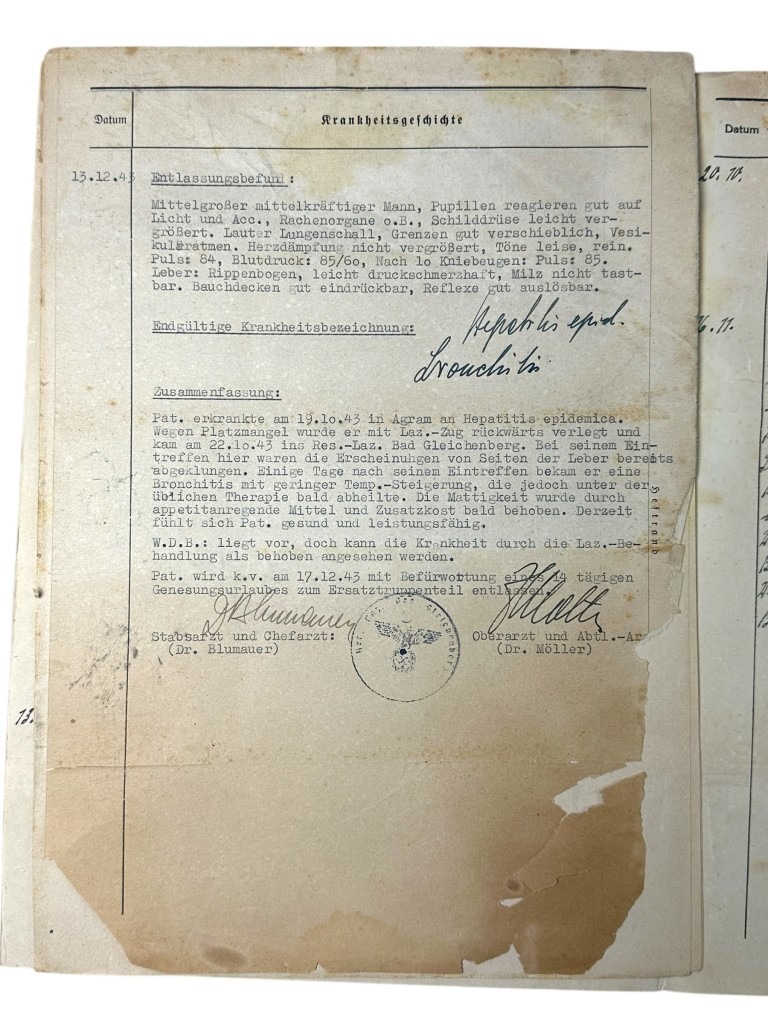 Datum
Krankheitsgeschichte
Datum
13.12.43 Entlassungsbefund:
20. 10.
Mittelgroßer mittelkräftiger Mann, Pupillen reagieren gut auf
Licht und Acc., Rachenorgane o.B., Schilddrüse leicht ver-
größert. Lauter Lungenschall, Grenzen gut verschieblich, Vesi-
kuläratmen. Herzdämpfung nicht vergrößert, Töne leise, rein.
Puls: 84, Blutdruck: 85/60, Nach lo Kniebeugen: Puls: 85.
Leber: Rippenbogen, leicht druckschmerzhaft, Milz nicht tast-
bar. Bauchdecken gut eindrückbar, Reflexe gut auslösbar.
Endgültige Krankheitsbezeichnung: Hepatitis epid.
Bronchitis
6. 11.
Zusammenfassung:
Pat. erkrankte am 19.lo.43 in Agram an Hepatitis epidemica.
Wegen Platzmangel wurde er mit Laz.-Zug rückwärts verlegt und
kam am 22.lo.43 ins Res.-Laz. Bad Gleichenberg. Bei seinem Ein-
treffen hier waren die Erscheinungen von Seiten der Leber bereits
abgeklungen. Einige Tage nach seinem Eintreffen bekam er eine
Bronchitis mit geringer Temp.-Steigerung, die jedoch unter der
üblichen Therapie bald abheilte. Die Mattigkeit wurde durch
appetitanregende Mittel und Zusatzkost bald behoben. Derzeit
fühlt sich Pat. gesund und leistungsfähig.
Heftrand
W.D.B.: liegt vor, doch kann die Krankheit durch die Laz.-Be-
handlung als behoben angesehen werden.
Pat. wird k.v. am 17.12.43 mit Befürwortung eines 14 tägigen
Genesungsurlaubes zum Ersatztruppenteil entlassen.
Blumauer
Stabsarzt und Chefarzt:
(Dr. Blumauer)
Oberarzt und Abtl.-Ar
(Dr. Möller)
13.